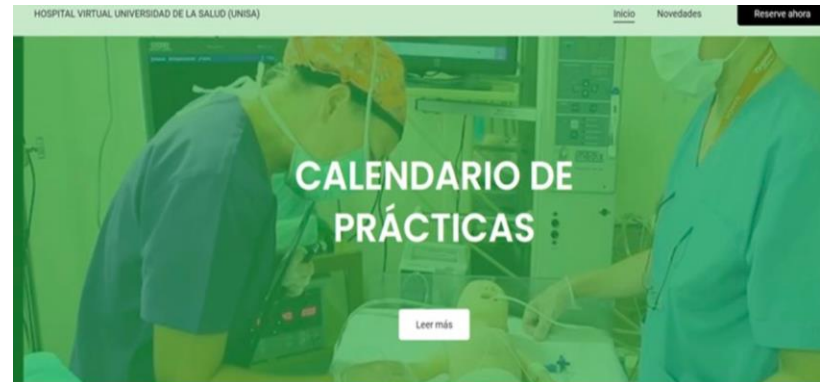 HOSPITAL VIRTUAL UNIVERSIDAD DE LA SALUD (UNISA)
Inicio
Novedades
Reserve ahora
CALENDARIO DE
PRÁCTICAS
Leer más